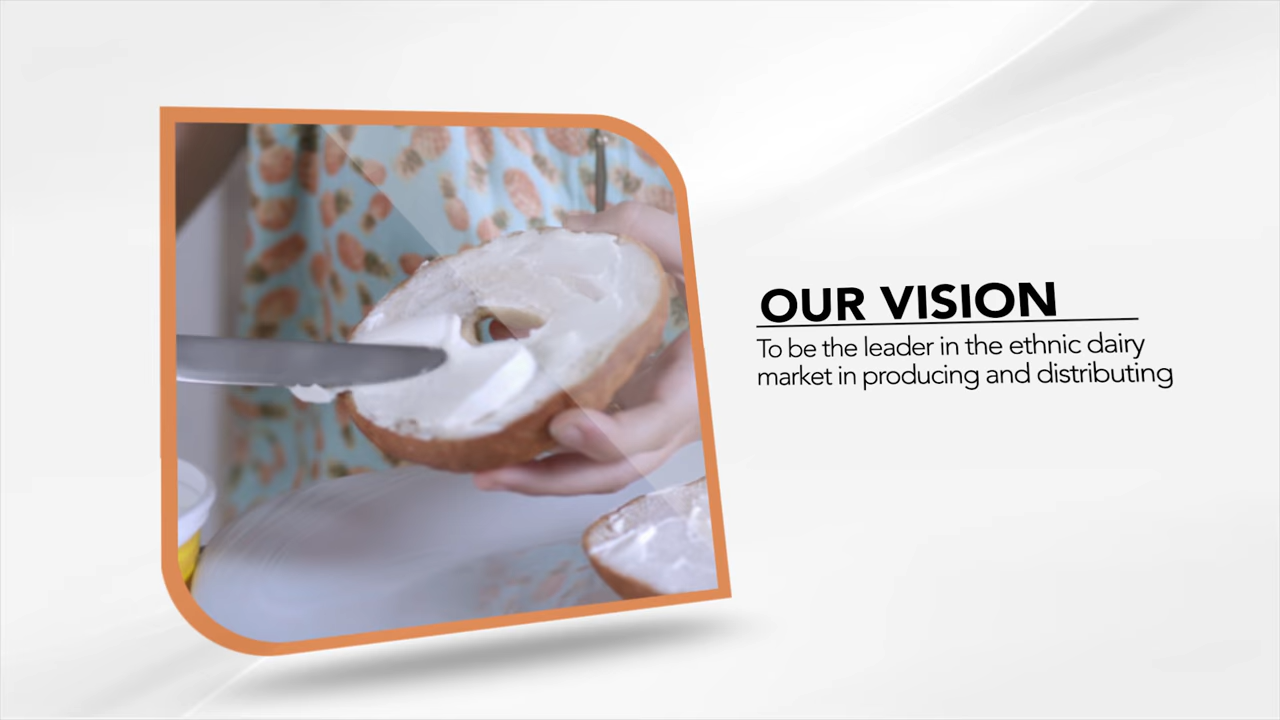 OUR VISION
To be the leader in the ethnic dairy
market in producing and distributing